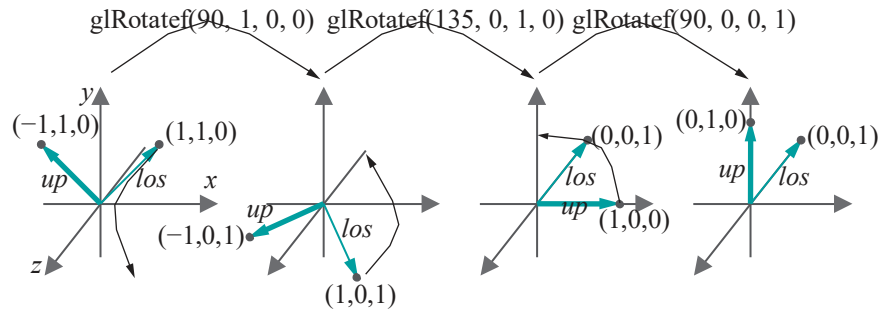 glRotatef(90, 1, 0, 0) glRotatef(135, 0, 1, 0) glRotatef(90, 0, 0, 1)
y
(−1,1,0) (1,1,0)
up los
x
z
up
los
(−1,0,1)
(1,0,1)
(0,0,1)
los
up
(1,0,0)
(0,1,0) (0,0,1)
up los